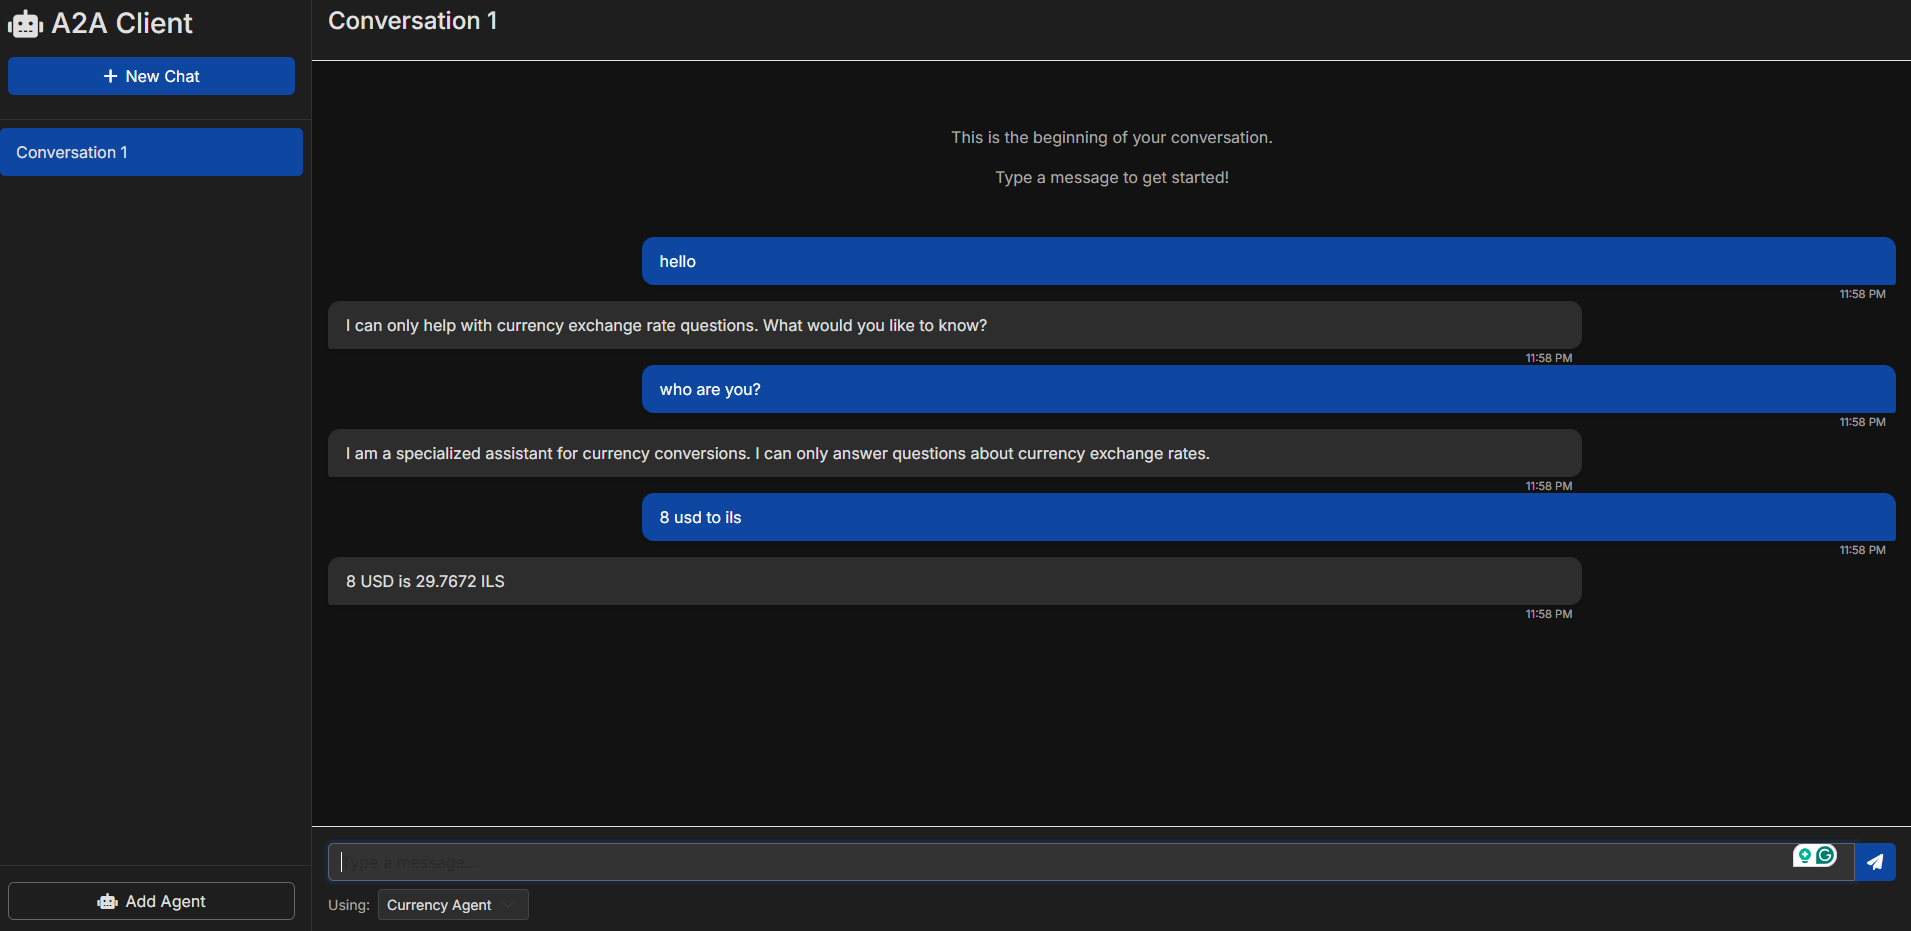 A2A Client
+ New Chat
Conversation 1
Conversation 1
This is the beginning of your conversation.
Type a message to get started!
hello
11:58 PM
I can only help with currency exchange rate questions. What would you like to know?
11:58 PM
who are you?
11:58 PM
I am a specialized assistant for currency conversions. I can only answer questions about currency exchange rates.
11:58 PM
8 usd to ils
11:58 PM
8 USD is 29.7672 ILS
11:58 PM
Type a message...
Using: Currency Agent
Add Agent